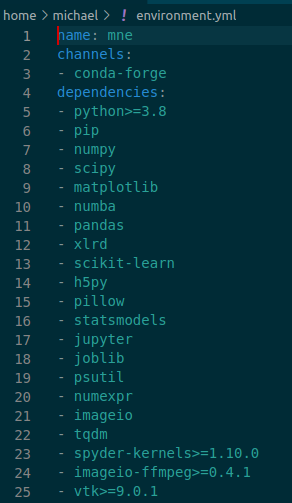 home > michael > ! environment.yml
1 name: mne
2 channels:
3 - conda-forge
4 dependencies:
5 - python>=3.8
6 - pip
7 - numpy
8 - scipy
9 - matplotlib
10 - numba
11 - pandas
12 - xlrd
13 - scikit-learn
14 - h5py
15 - pillow
16 - statsmodels
17 - jupyter
18 - joblib
19 - psutil
20 - numexpr
21 - imageio
22 - tqdm
23 - spyder-kernels>=1.10.0
24 - imageio-ffmpeg>=0.4.1
25 - vtk>=9.0.1